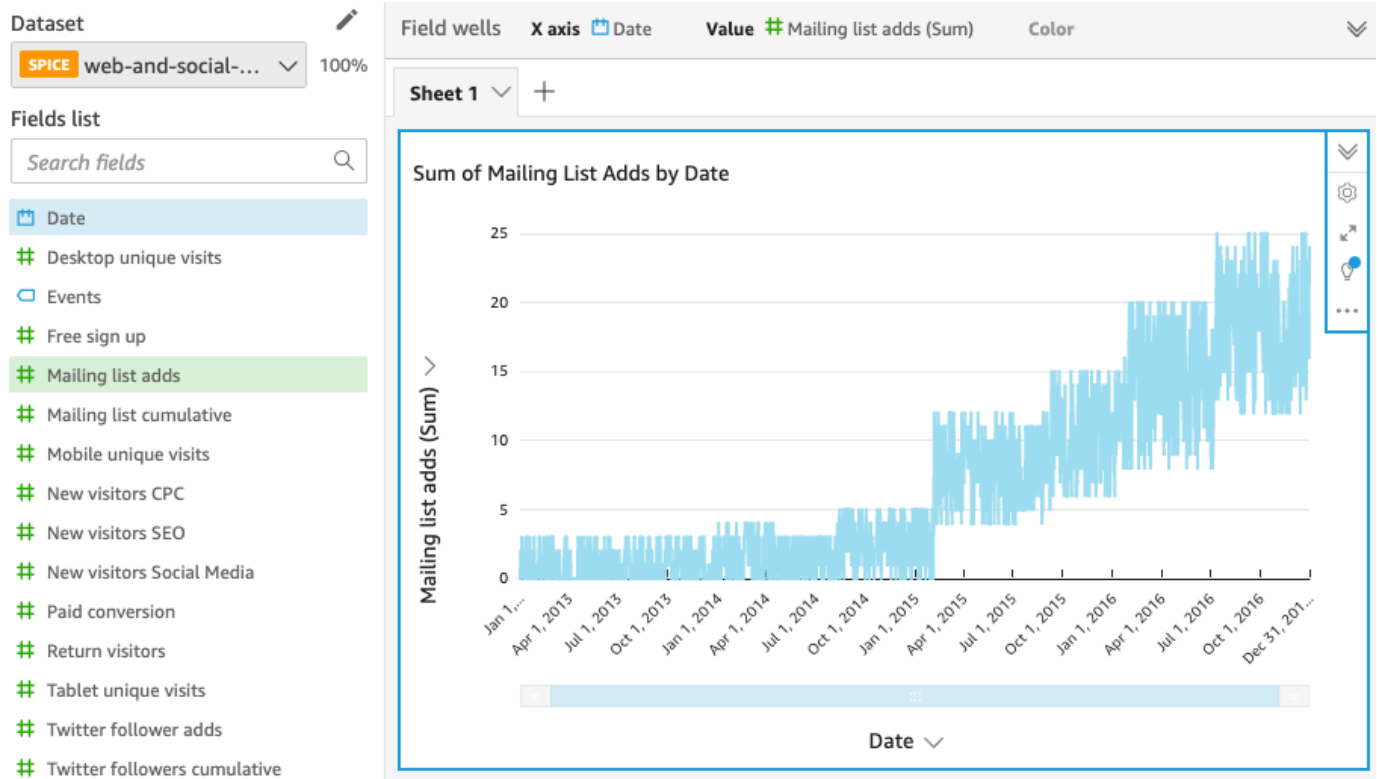 Dataset
SPICE web-and-social-... 100%
Fields list
Search fields
Date
Desktop unique visits
Events
Free sign up
Mailing list adds
Mailing list cumulative
Mobile unique visits
New visitors CPC
New visitors SEO
New visitors Social Media
Paid conversion
Return visitors
Tablet unique visits
Twitter follower adds
Twitter followers cumulative
Field wells X axis Date Value Mailing list adds (Sum) Color
Sheet 1
Sum of Mailing List Adds by Date
Mailing list adds (Sum)
25
20
15
10
5
0
Jan 1,...
Apr 1, 2013
Jul 1, 2013
Oct 1, 2013
Jan 1, 2014
Apr 1, 2014
Jul 1, 2014
Oct 1, 2014
Jan 1, 2015
Apr 1, 2015
Jul 1, 2015
Oct 1, 2015
Jan 1, 2016
Apr 1, 2016
Jul 1, 2016
Oct 1, 2016
Dec 31, 201...
Date